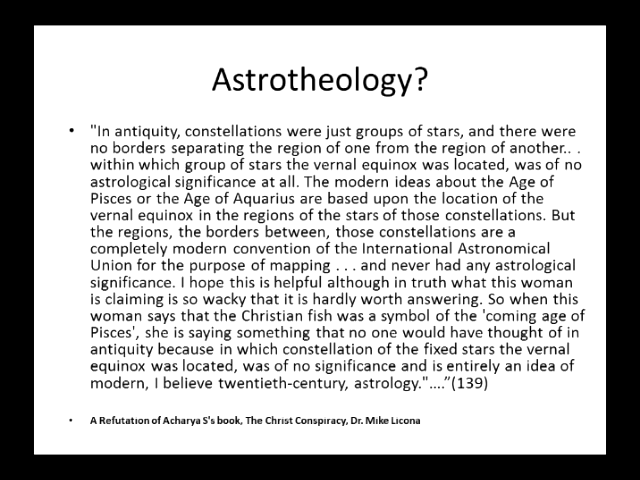 Astrotheology?
• "In antiquity, constellations were just groups of stars, and there were
no borders separating the region of one from the region of another.. .
within which group of stars the vernal equinox was located, was of no
astrological significance at all. The modern ideas about the Age of
Pisces or the Age of Aquarius are based upon the location of the
vernal equinox in the regions of the stars of those constellations. But
the regions, the borders between, those constellations are a
completely modern convention of the International Astronomical
Union for the purpose of mapping . . . and never had any astrological
significance. I hope this is helpful although in truth what this woman
is claiming is so wacky that it is hardly worth answering. So when this
woman says that the Christian fish was a symbol of the 'coming age of
Pisces', she is saying something that no one would have thought of in
antiquity because in which constellation of the fixed stars the vernal
equinox was located, was of no significance and is entirely an idea of
modern, I believe twentieth-century, astrology."...."(139)
• A Refutation of Acharya S's book, The Christ Conspiracy, Dr. Mike Licona